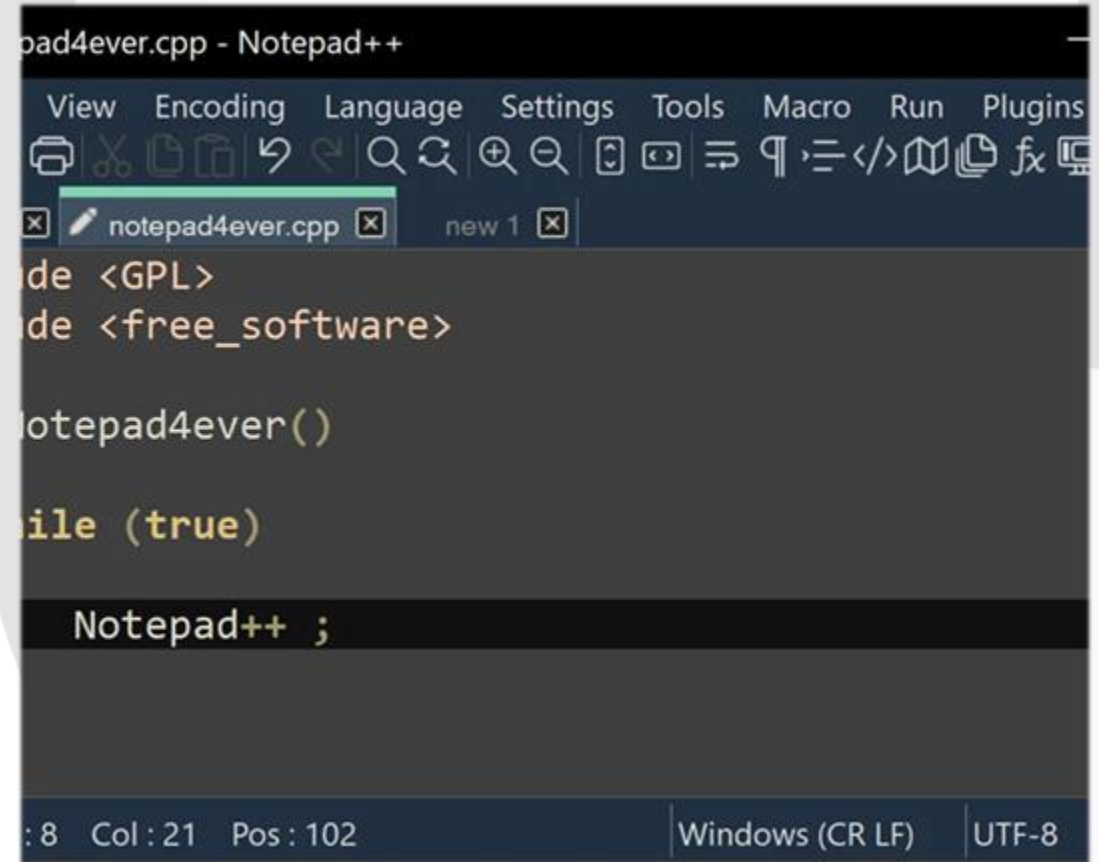 pad4ever.cpp - Notepad++
View Encoding Language Settings Tools Macro Run Plugins
notepad4ever.cpp new 1
ude <GPL>
ude <free_software>
Notepad4ever()
ile (true)
Notepad++ ;
: 8 Col : 21 Pos : 102 Windows (CR LF) UTF-8